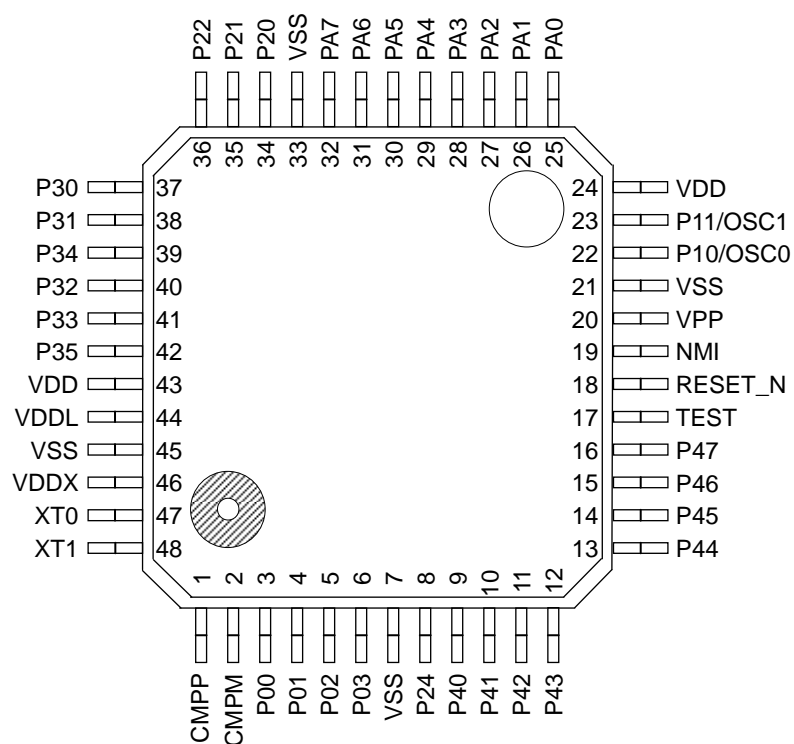 P22 P21 P20 VSS PA7 PA6 PA5 PA4 PA3 PA2 PA1 PA0
36 35 34 33 32 31 30 29 28 27 26 25
P30 37 24 VDD
P31 38 23 P11/OSC1
P34 39 22 P10/OSC0
P32 40 21 VSS
P33 41 20 VPP
P35 42 19 NMI
VDD 43 18 RESET_N
VDDL 44 17 TEST
VSS 45 16 P47
VDDX 46 15 P46
XT0 47 14 P45
XT1 48 13 P44
1 2 3 4 5 6 7 8 9 10 11 12
CMPP CMPM P00 P01 P02 P03 VSS P24 P40 P41 P42 P43